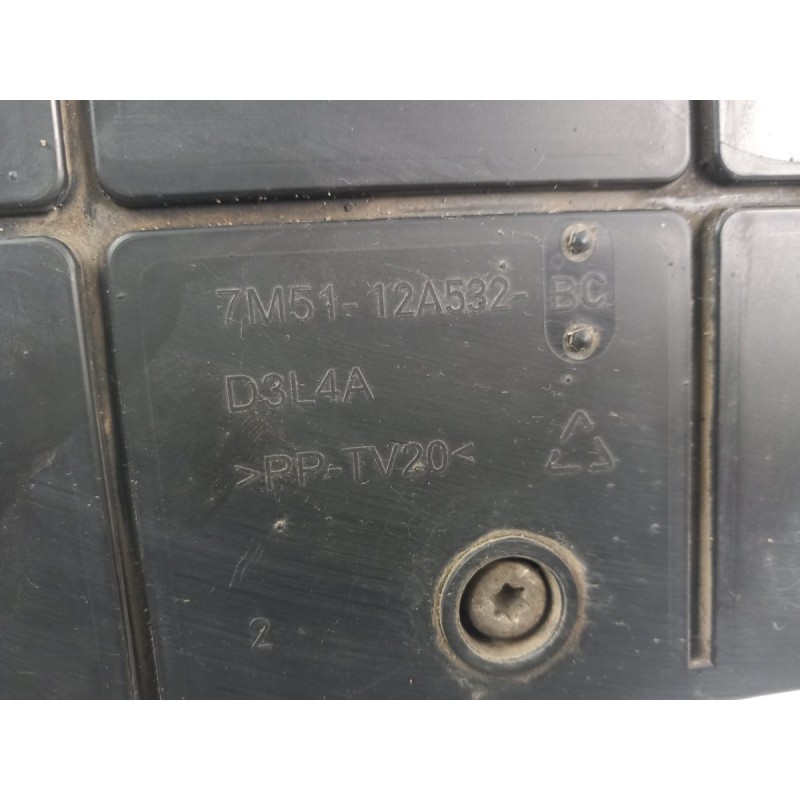 7M51-12A532-BC
D3L4A
>PP-TV20<
2